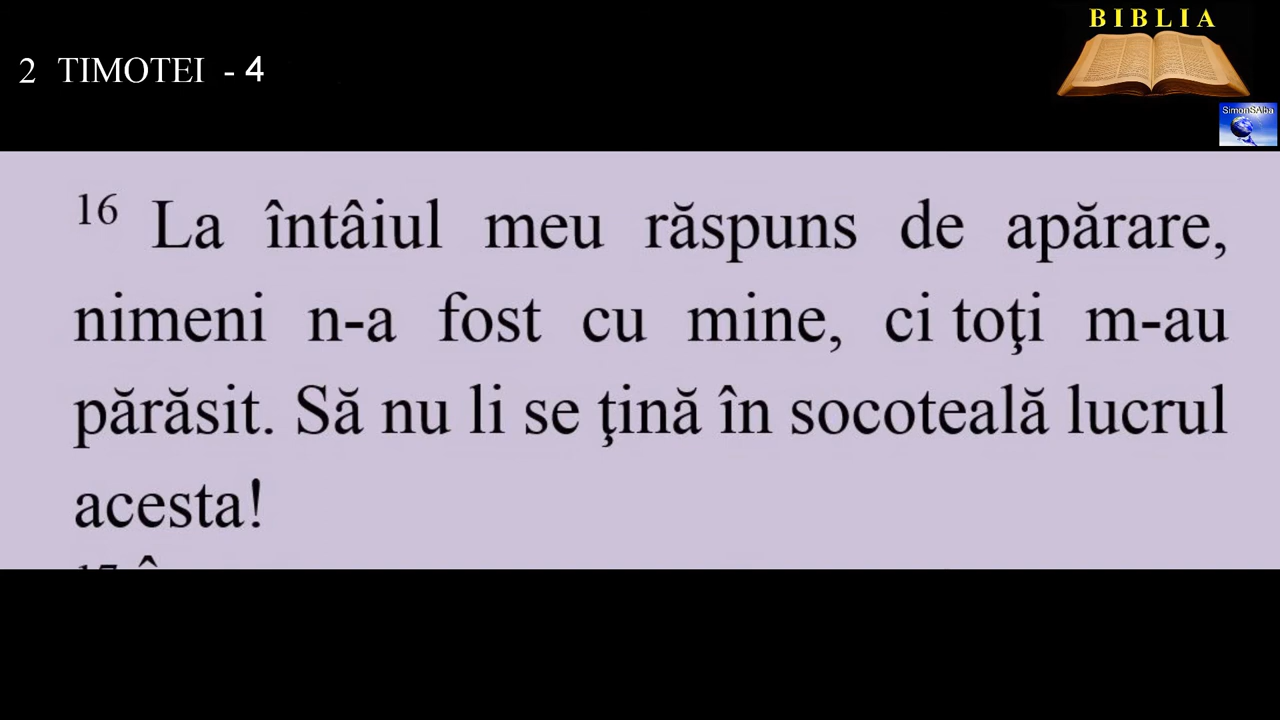 BIBLIA
2 TIMOTEI - 4
SimonSAlba
16 La întâiul meu răspuns de apărare,
nimeni n-a fost cu mine, ci toţi m-au
părăsit. Să nu li se ţină în socoteală lucrul
acesta!